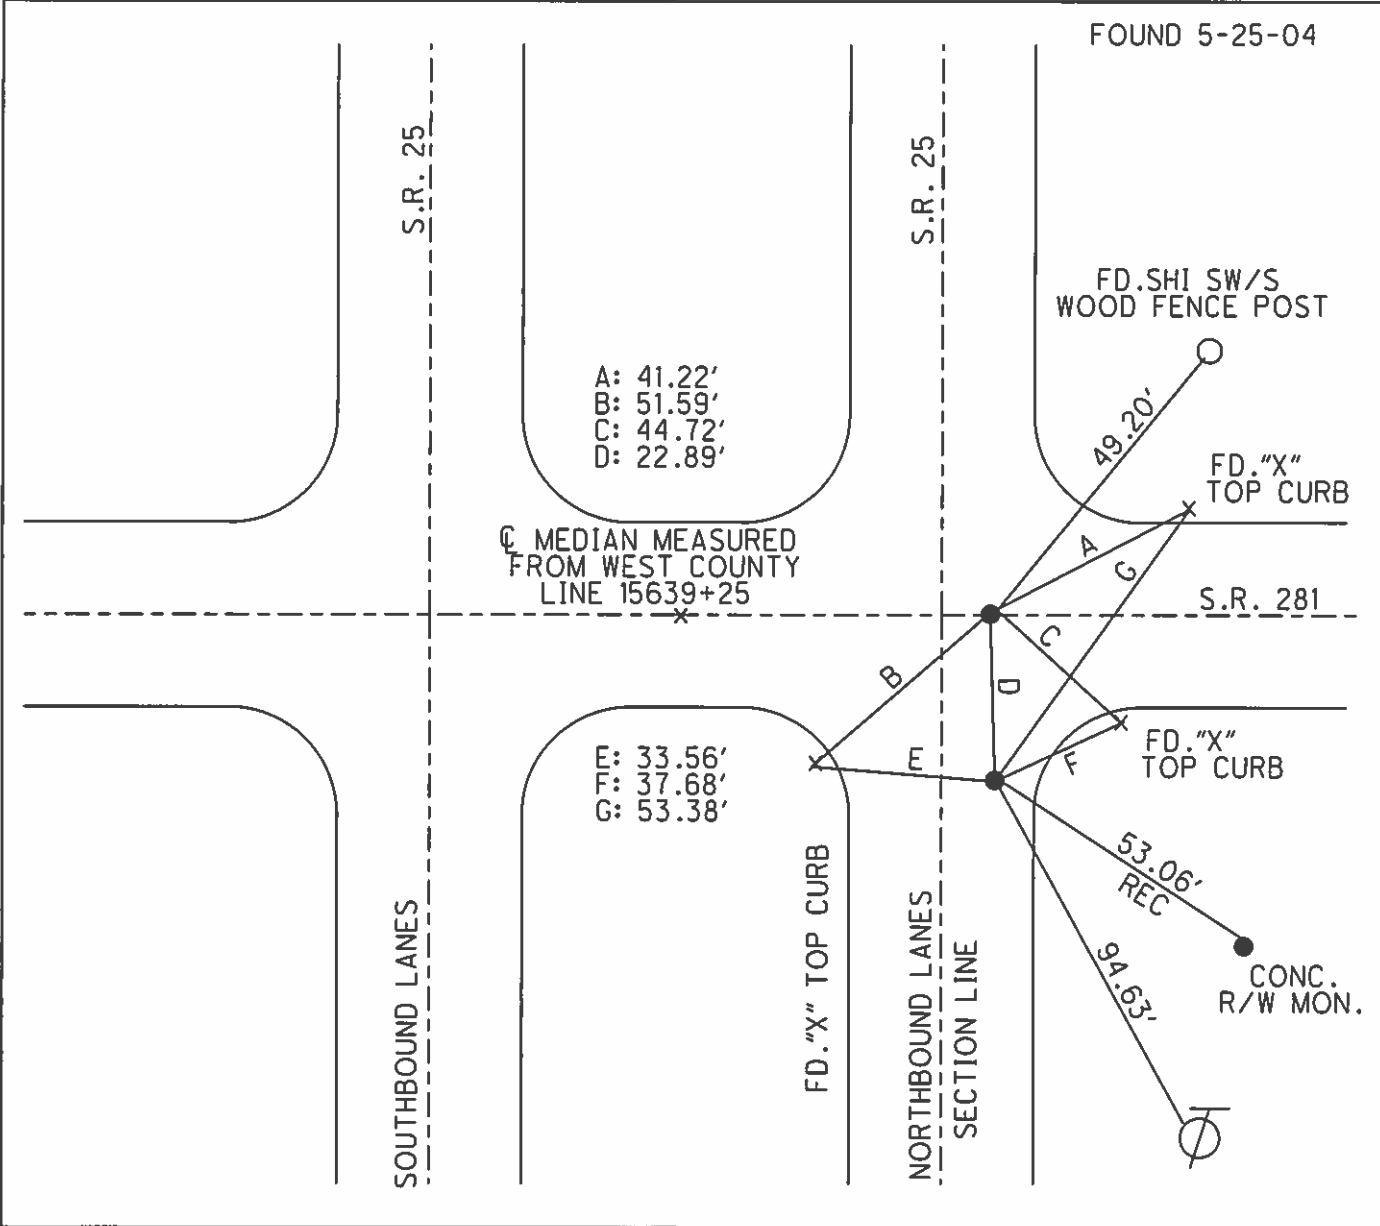 FOUND 5-25-04
S.R. 25
S.R. 25
FD.SHI SW/S
WOOD FENCE POST
A: 41.22'
B: 51.59'
C: 44.72'
D: 22.89'
49.20'
FD."X"
TOP CURB
℄ MEDIAN MEASURED
FROM WEST COUNTY
LINE 15639+25
A
G
S.R. 281
C
B
D
E: 33.56'
F: 37.68'
G: 53.38'
E
F
FD."X"
TOP CURB
FD."X" TOP CURB
53.06'
REC
SOUTHBOUND LANES
NORTHBOUND LANES
SECTION LINE
94.63'
CONC.
R/W MON.